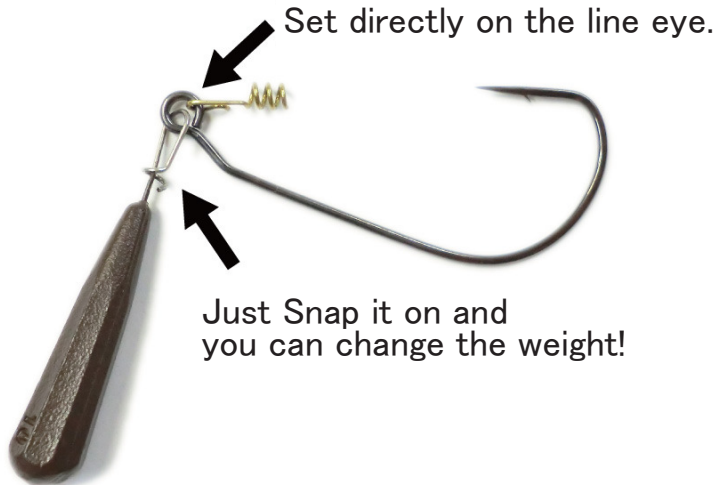 Set directly on the line eye.
Just Snap it on and
you can change the weight!